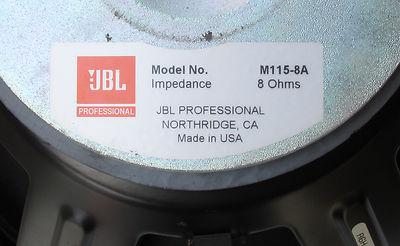 JBL
PROFESSIONAL
Model No. M115-8A
Impedance 8 Ohms
JBL PROFESSIONAL
NORTHRIDGE, CA
Made in USA